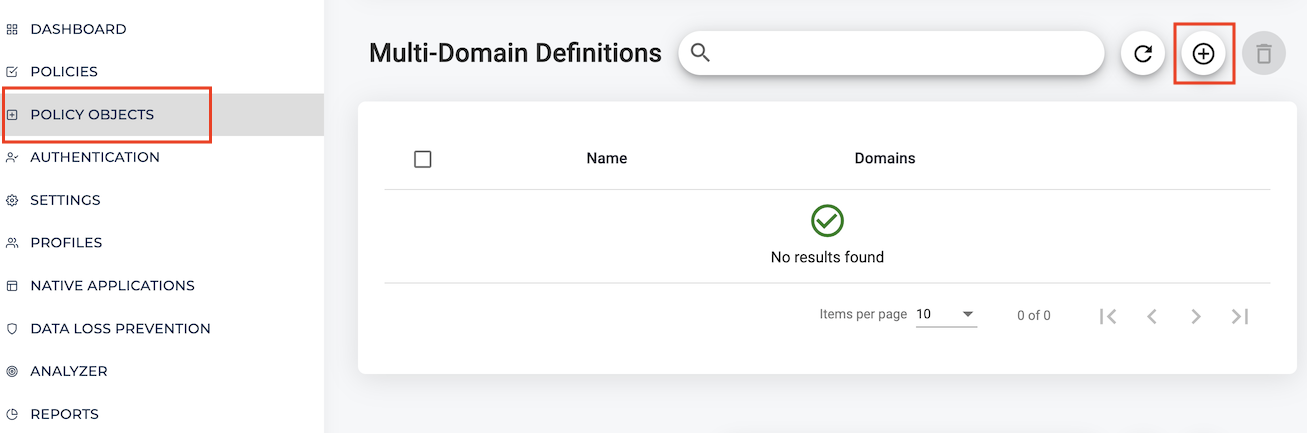 DASHBOARD
POLICIES
POLICY OBJECTS
AUTHENTICATION
SETTINGS
PROFILES
NATIVE APPLICATIONS
DATA LOSS PREVENTION
ANALYZER
REPORTS
Multi-Domain Definitions
Name Domains
No results found
Items per page 10 0 of 0